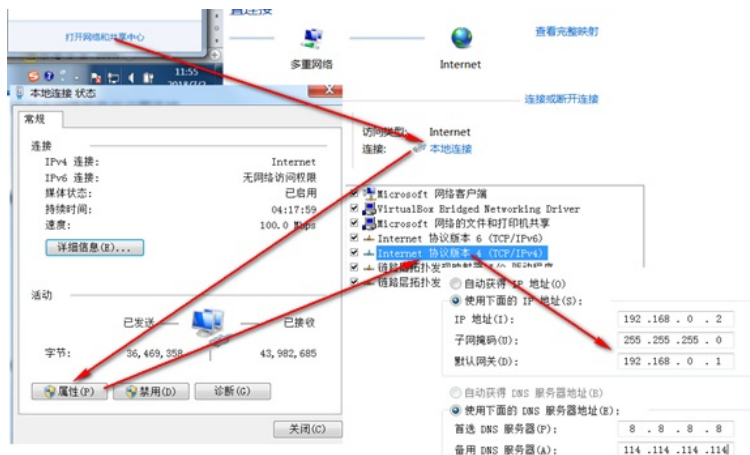 打开网络和共享中心
11:55
本地连接 状态
常规
连接
IPv4 连接: Internet
IPv6 连接: 无网络访问权限
媒体状态: 已启用
持续时间: 04:17:59
速度: 100.0 Mbps
详细信息(E)...
活动
已发送 已接收
字节: 36,469,358 43,982,685
属性(P) 禁用(D) 诊断(G)
关闭(C)
查看完整映射
多重网络 Internet
连接或断开连接
访问类型: Internet
连接: 本地连接
Microsoft 网络客户端
VirtualBox Bridged Networking Driver
Microsoft 网络的文件和打印机共享
Internet 协议版本 6 (TCP/IPv6)
Internet 协议版本 4 (TCP/IPv4)
链路层拓扑发
自动获得 IP 地址(O)
使用下面的 IP 地址(S):
IP 地址(I): 192 .168 . 0 . 2
子网掩码(U): 255 .255 .255 . 0
默认网关(D): 192 .168 . 0 . 1
自动获得 DNS 服务器地址(B)
使用下面的 DNS 服务器地址(E):
首选 DNS 服务器(P): 8 . 8 . 8 . 8
备用 DNS 服务器(A): 114 .114 .114 .114